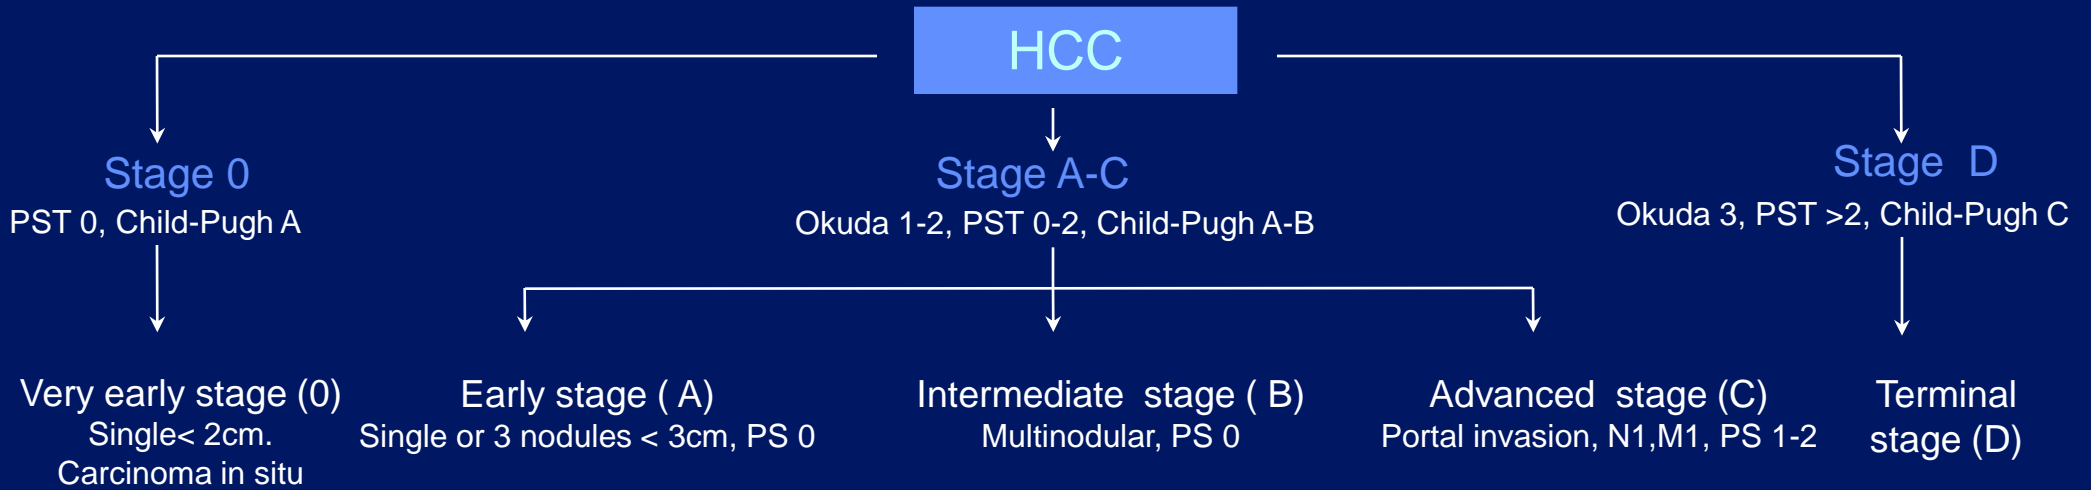 HCC
Stage 0
PST 0, Child-Pugh A
Stage A-C
Okuda 1-2, PST 0-2, Child-Pugh A-B
Stage D
Okuda 3, PST >2, Child-Pugh C
Very early stage (0)
Single< 2cm.
Carcinoma in situ
Early stage ( A)
Single or 3 nodules < 3cm, PS 0
Intermediate stage ( B)
Multinodular, PS 0
Advanced stage (C)
Portal invasion, N1,M1, PS 1-2
Terminal
stage (D)